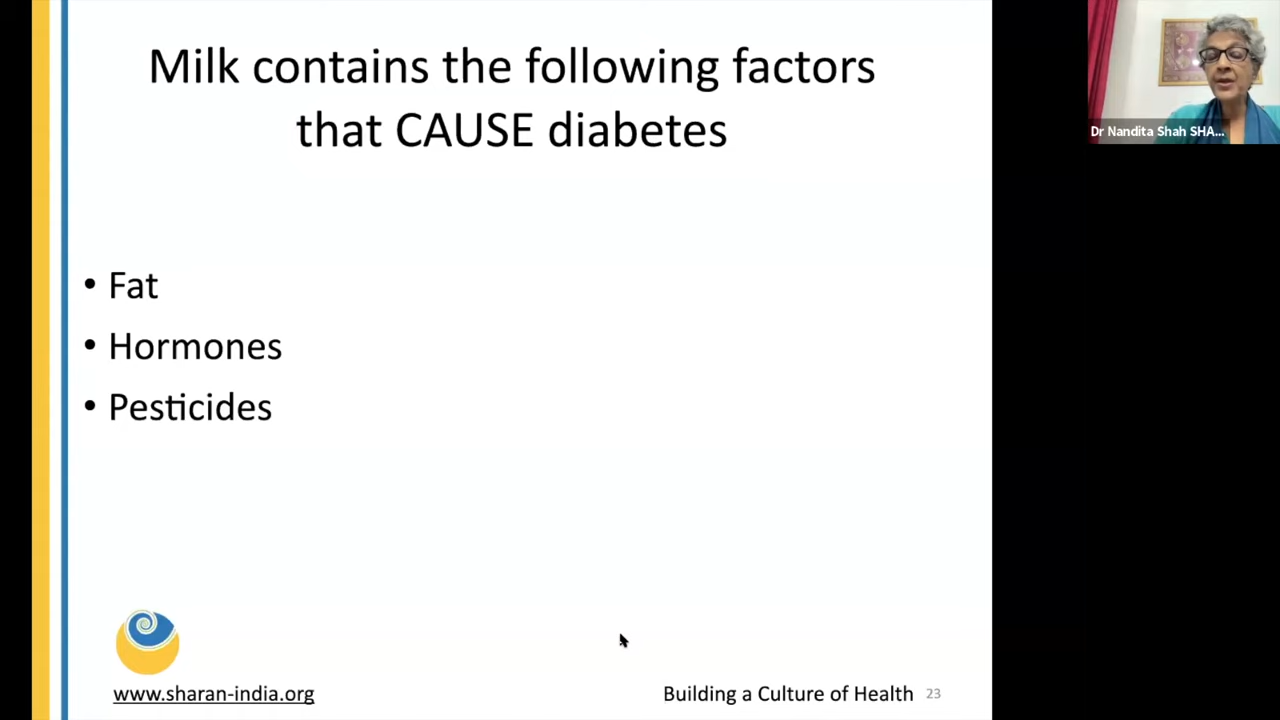 Milk contains the following factors
that CAUSE diabetes
• Fat
• Hormones
• Pesticides
www.sharan-india.org
Building a Culture of Health
23
Dr Nandita Shah SHA...